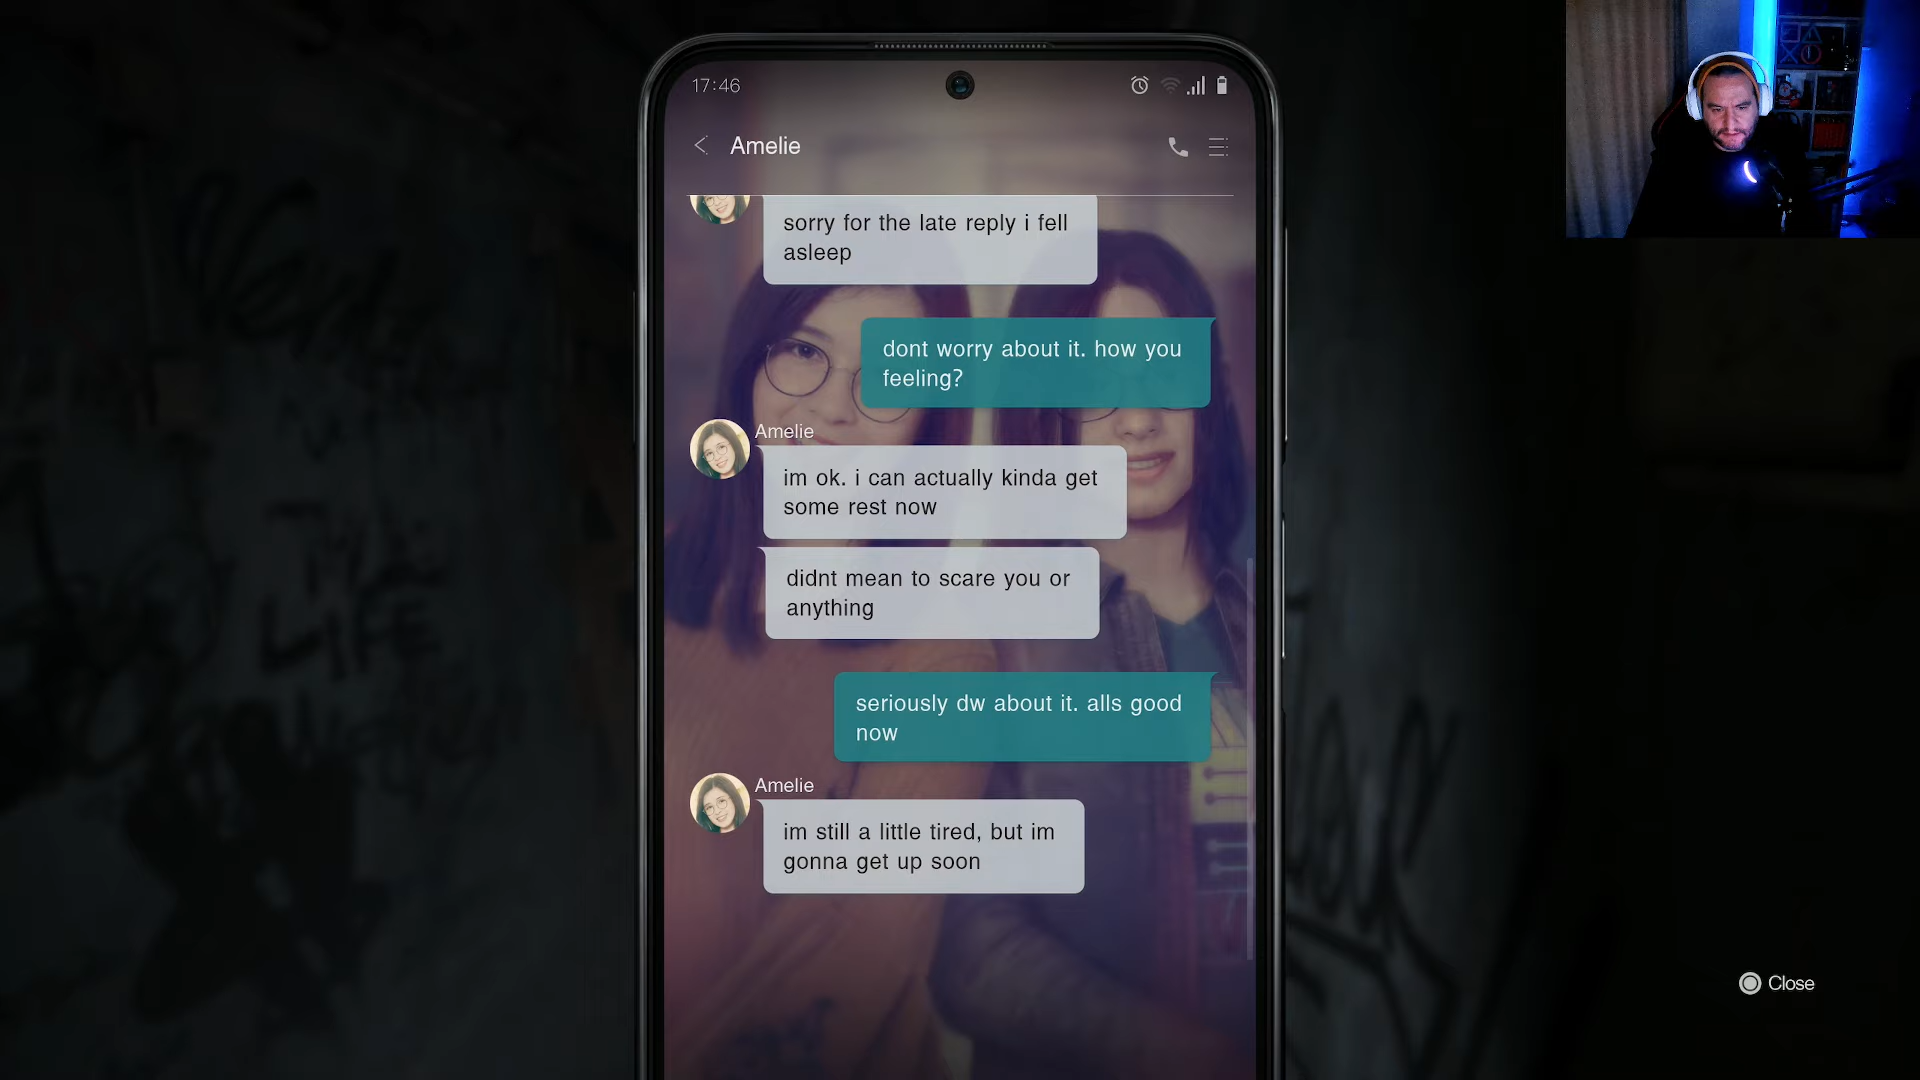 17:46
Amelie
sorry for the late reply i fell
asleep
dont worry about it. how you
feeling?
Amelie
im ok. i can actually kinda get
some rest now
didnt mean to scare you or
anything
seriously dw about it. alls good
now
Amelie
im still a little tired, but im
gonna get up soon
LIFE
Close